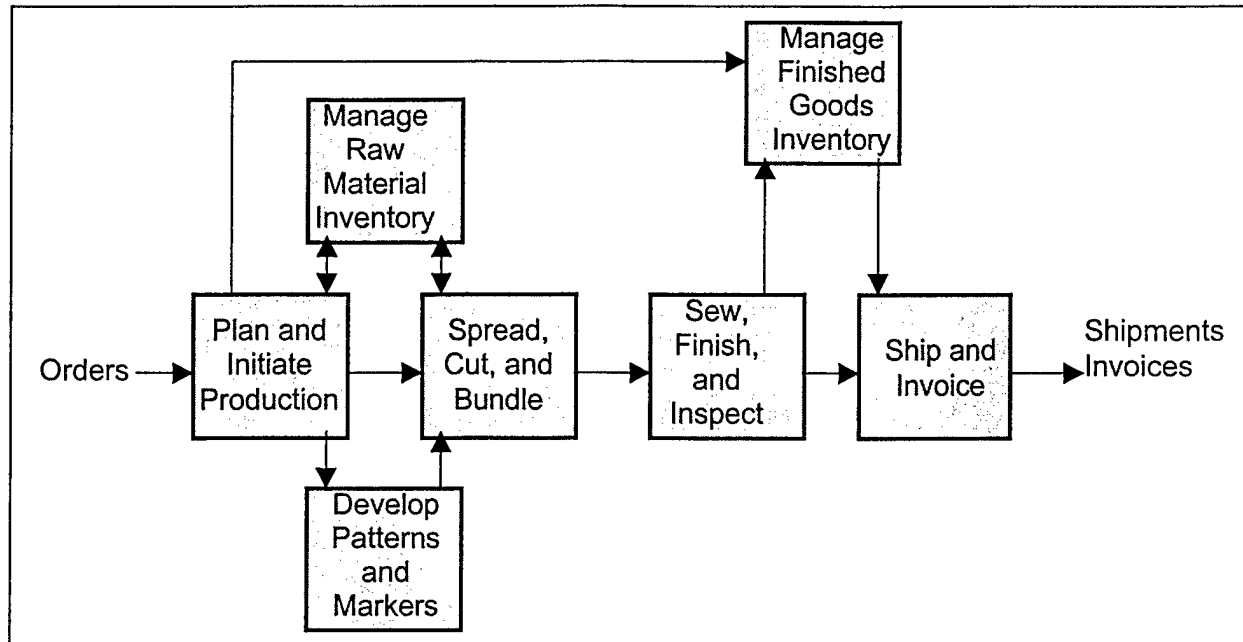 Manage
Finished
Goods
Inventory
Manage
Raw
Material
Inventory
Orders
Plan and
Initiate
Production
Spread,
Cut, and
Bundle
Sew,
Finish,
and
Inspect
Ship and
Invoice
Shipments
Invoices
Develop
Patterns
and
Markers